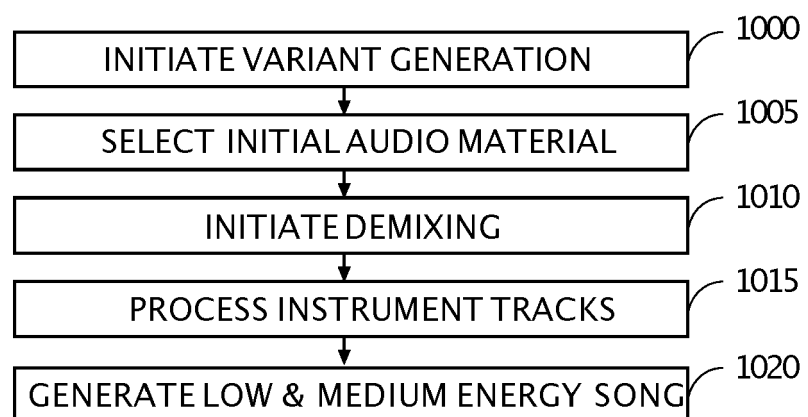 1000
INITIATE VARIANT GENERATION
1005
SELECT INITIAL AUDIO MATERIAL
1010
INITIATE DEMIXING
1015
PROCESS INSTRUMENT TRACKS
1020
GENERATE LOW & MEDIUM ENERGY SONG